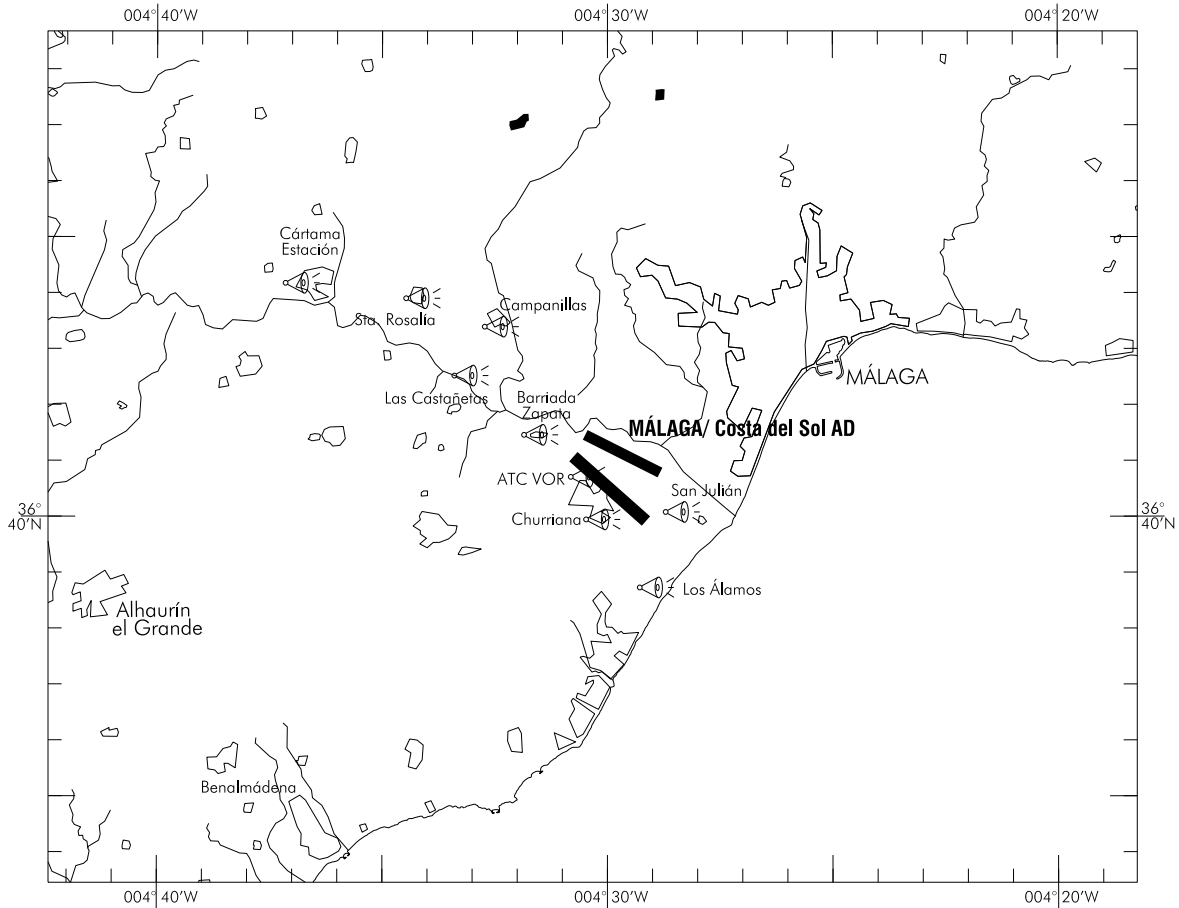 004° 40'W
004° 30'W
004° 20'W
Cártama
Estación
Sta. Rosalía
Campanillas
MÁLAGA
Las Castañetas
Barriada
Zapata
MÁLAGA/ Costa del Sol AD
ATC VOR
San Julián
Churriana
36°
40'N
36°
40'N
Los Álamos
Alhaurín
el Grande
Benalmádena
004° 40'W
004° 30'W
004° 20'W